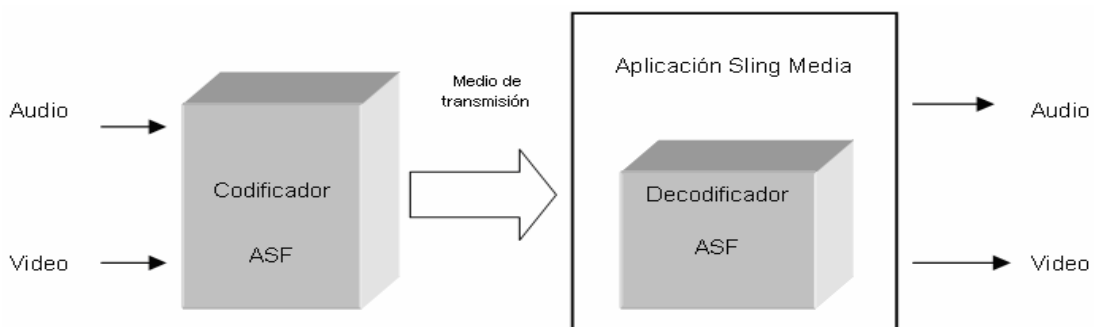 Audio
Video
Codificador
ASF
Medio de
transmisión
Aplicación Sling Media
Decodificador
ASF
Audio
Video